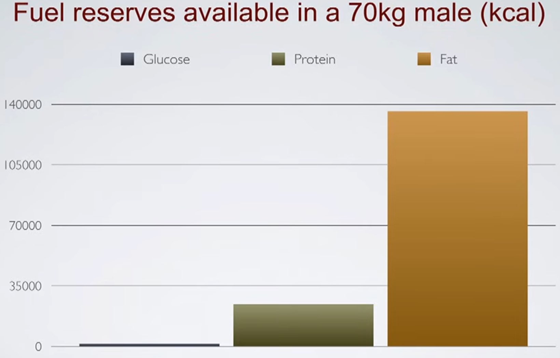 Fuel reserves available in a 70kg male (kcal)
Glucose Protein Fat
140000
105000
70000
35000
0